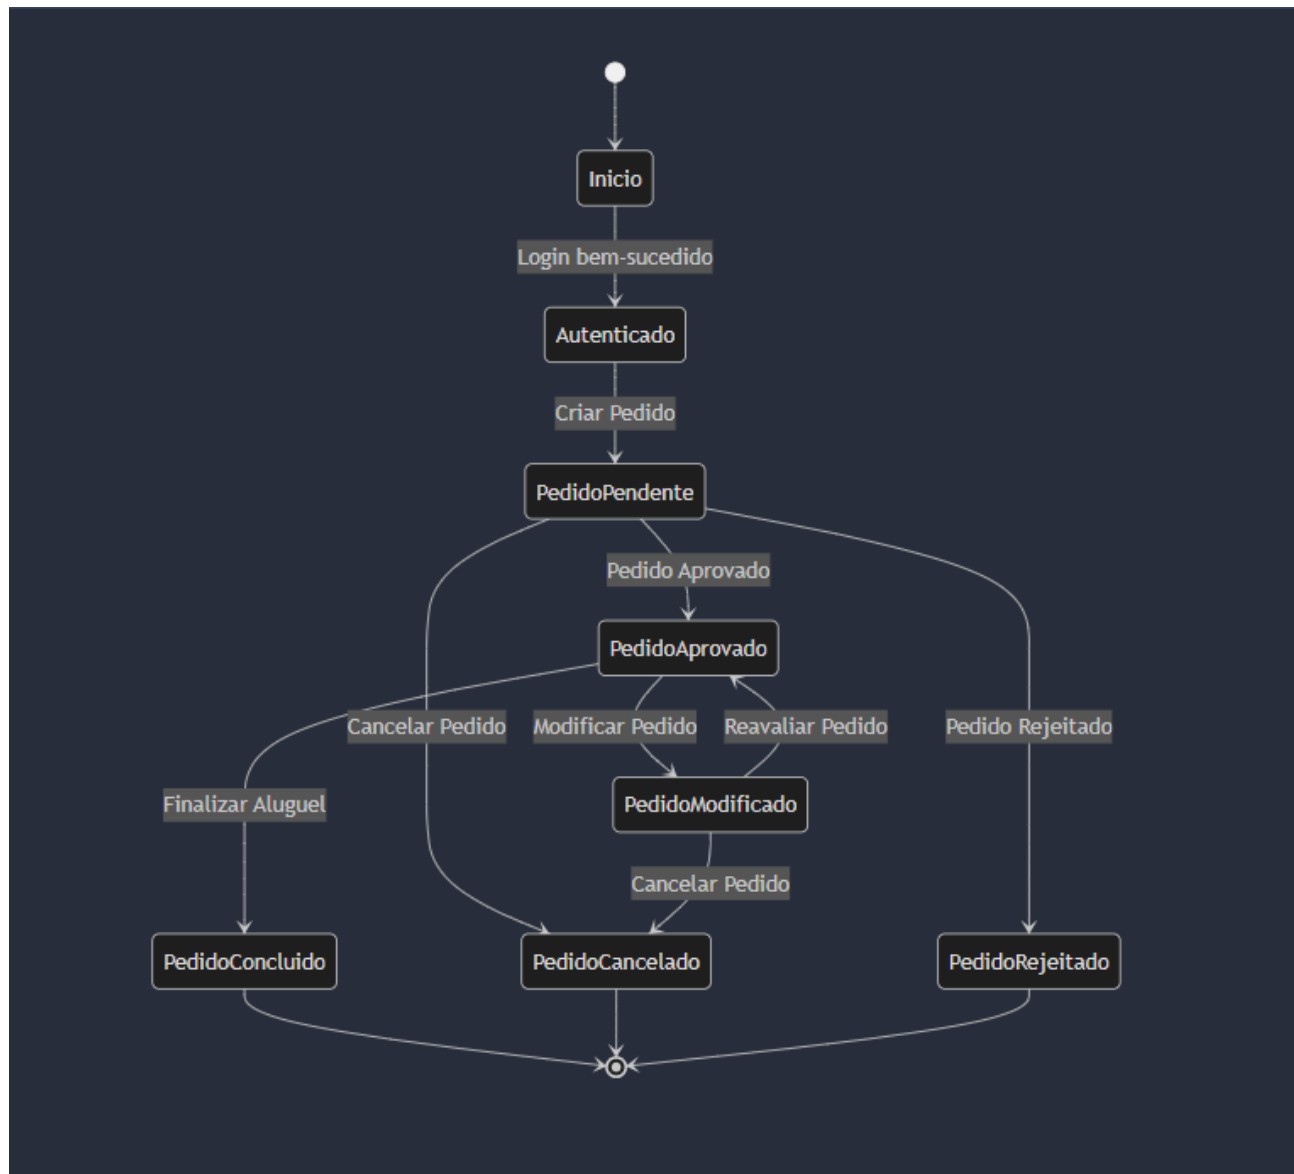 Inicio
Login bem-sucedido
Autenticado
Criar Pedido
PedidoPendente
Pedido Aprovado
PedidoAprovado
Cancelar Pedido
Modificar Pedido
Reavaliar Pedido
Pedido Rejeitado
Finalizar Aluguel
PedidoModificado
Cancelar Pedido
PedidoConcluido
PedidoCancelado
PedidoRejeitado